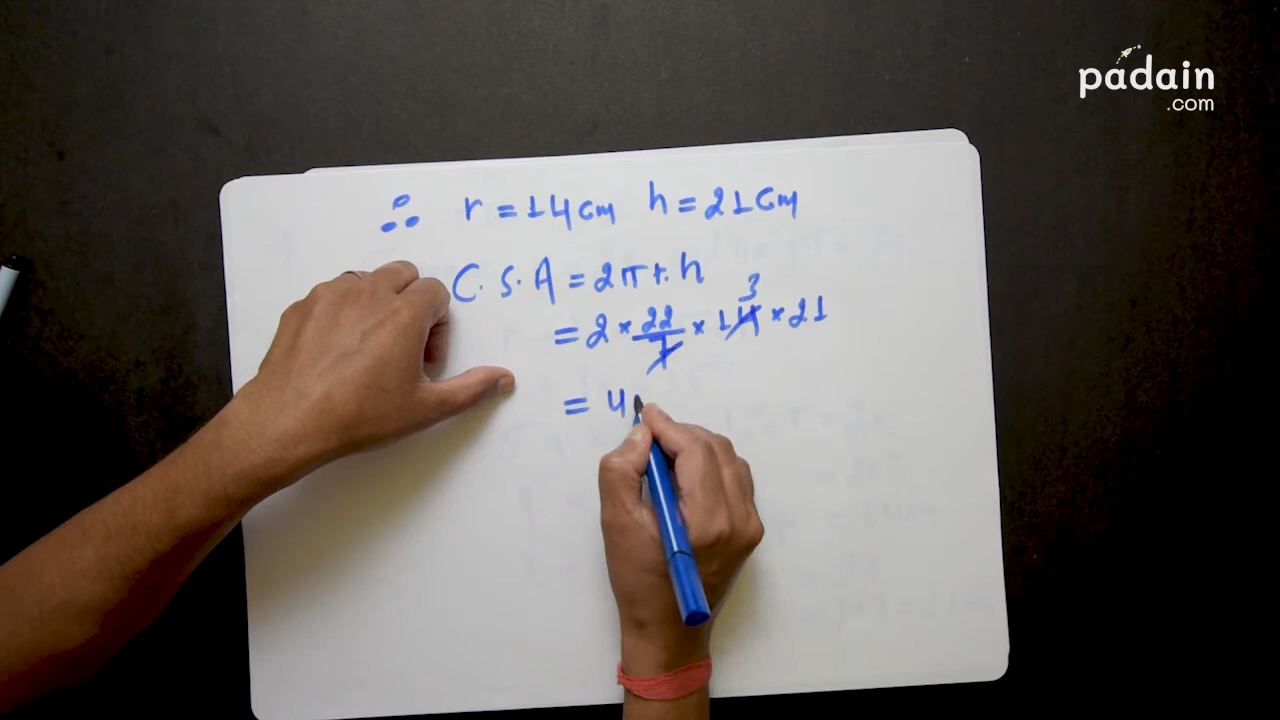 padain
.com
∴ r = 14cm h = 21cm
C.S.A = 2πr.h
3
= 2 × 22/7 × 14 × 21
= 4